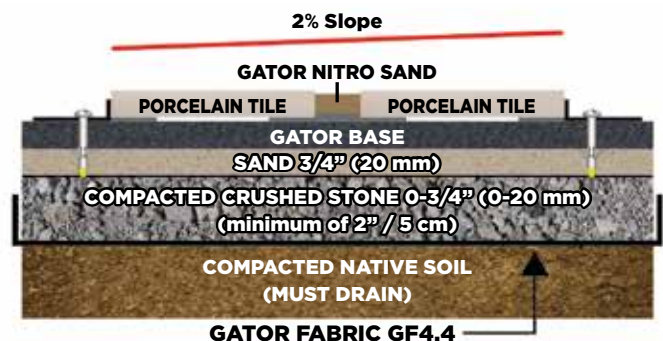 2% Slope
GATOR NITRO SAND
PORCELAIN TILE PORCELAIN TILE
GATOR BASE
SAND 3/4” (20 mm)
COMPACTED CRUSHED STONE 0-3/4” (0-20 mm)
(minimum of 2” / 5 cm)
COMPACTED NATIVE SOIL
(MUST DRAIN)
GATOR FABRIC GF4.4